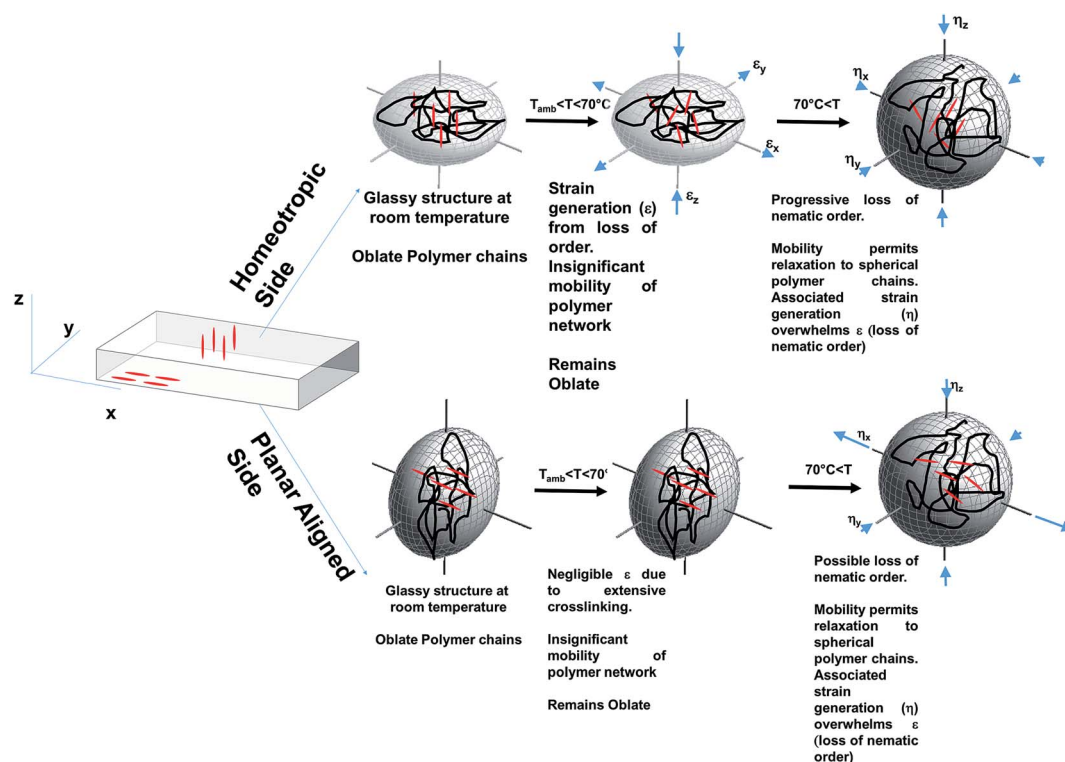 z
y
x
Homeotropic
Side
Glassy structure at
room temperature
Oblate Polymer chains
Tamb<T<70°C
εy
εx
εz
Strain
generation (ε)
from loss of
order.
Insignificant
mobility of
polymer
network
Remains
Oblate
70°C<T
ηz
ηx
ηy
Progressive loss of
nematic order.
Mobility permits
relaxation to spherical
polymer chains.
Associated strain
generation (η)
overwhelms ε (loss of
nematic order)
Planar Aligned
Side
Glassy structure at
room temperature
Oblate Polymer chains
Tamb<T<70°
Negligible ε due
to extensive
crosslinking.
Insignificant
mobility of
polymer network
Remains Oblate
70°C<T
ηz
ηx
ηy
Possible loss of
nematic order.
Mobility permits
relaxation to
spherical
polymer chains.
Associated
strain
generation (η)
overwhelms ε
(loss of nematic
order)